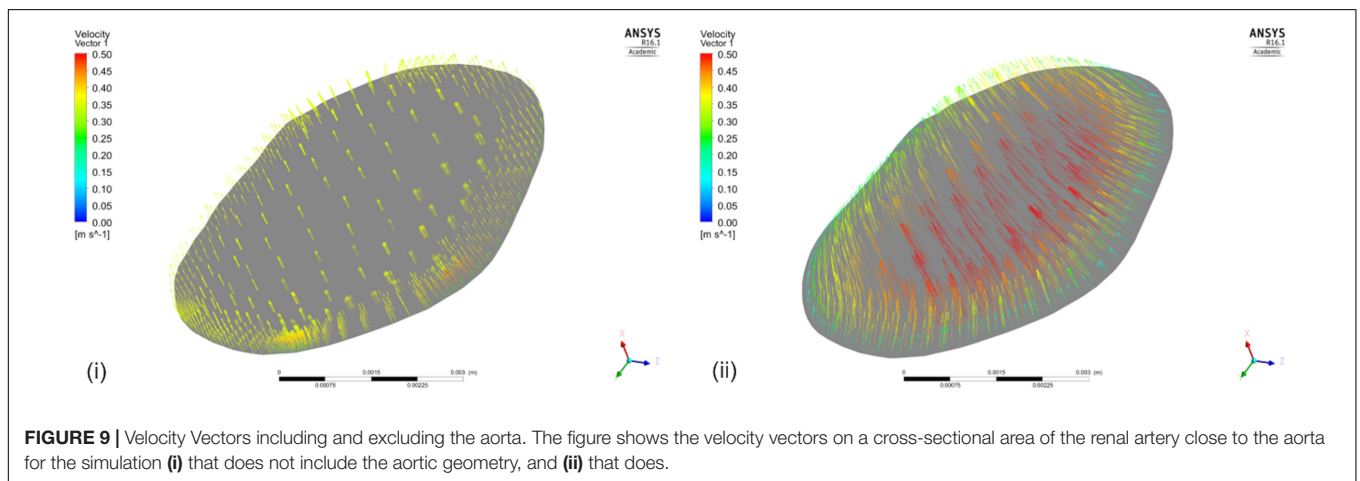 Velocity
Vector 1
0.50
0.45
0.40
0.35
0.30
0.25
0.20
0.15
0.10
0.05
0.00
[m s^-1]
ANSYS
R16.1
Academic
X
Z
0 0.0015 0.003 (m)
0.00075 0.00225
(i)
Velocity
Vector 1
0.50
0.45
0.40
0.35
0.30
0.25
0.20
0.15
0.10
0.05
0.00
[m s^-1]
ANSYS
R16.1
Academic
X
Z
0 0.0015 0.003 (m)
0.00075 0.00225
(ii)
FIGURE 9 | Velocity Vectors including and excluding the aorta. The figure shows the velocity vectors on a cross-sectional area of the renal artery close to the aorta
for the simulation (i) that does not include the aortic geometry, and (ii) that does.